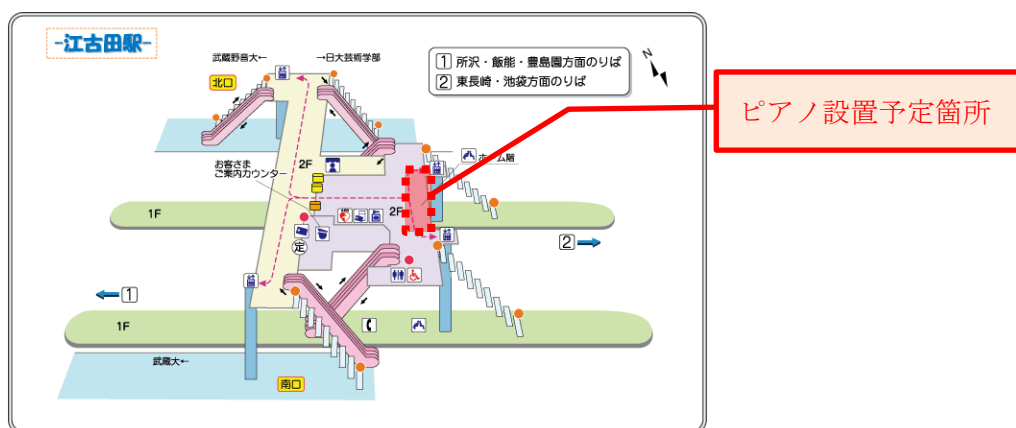 -江古田駅-
武蔵野音大← →日大芸術学部
北口
1 所沢・飯能・豊島園方面のりば
2 東長崎・池袋方面のりば
N
ピアノ設置予定箇所
お客さま
ご案内カウンター
2F
ホーム階
1F
2F
定
2
1
1F
武蔵大←
南口